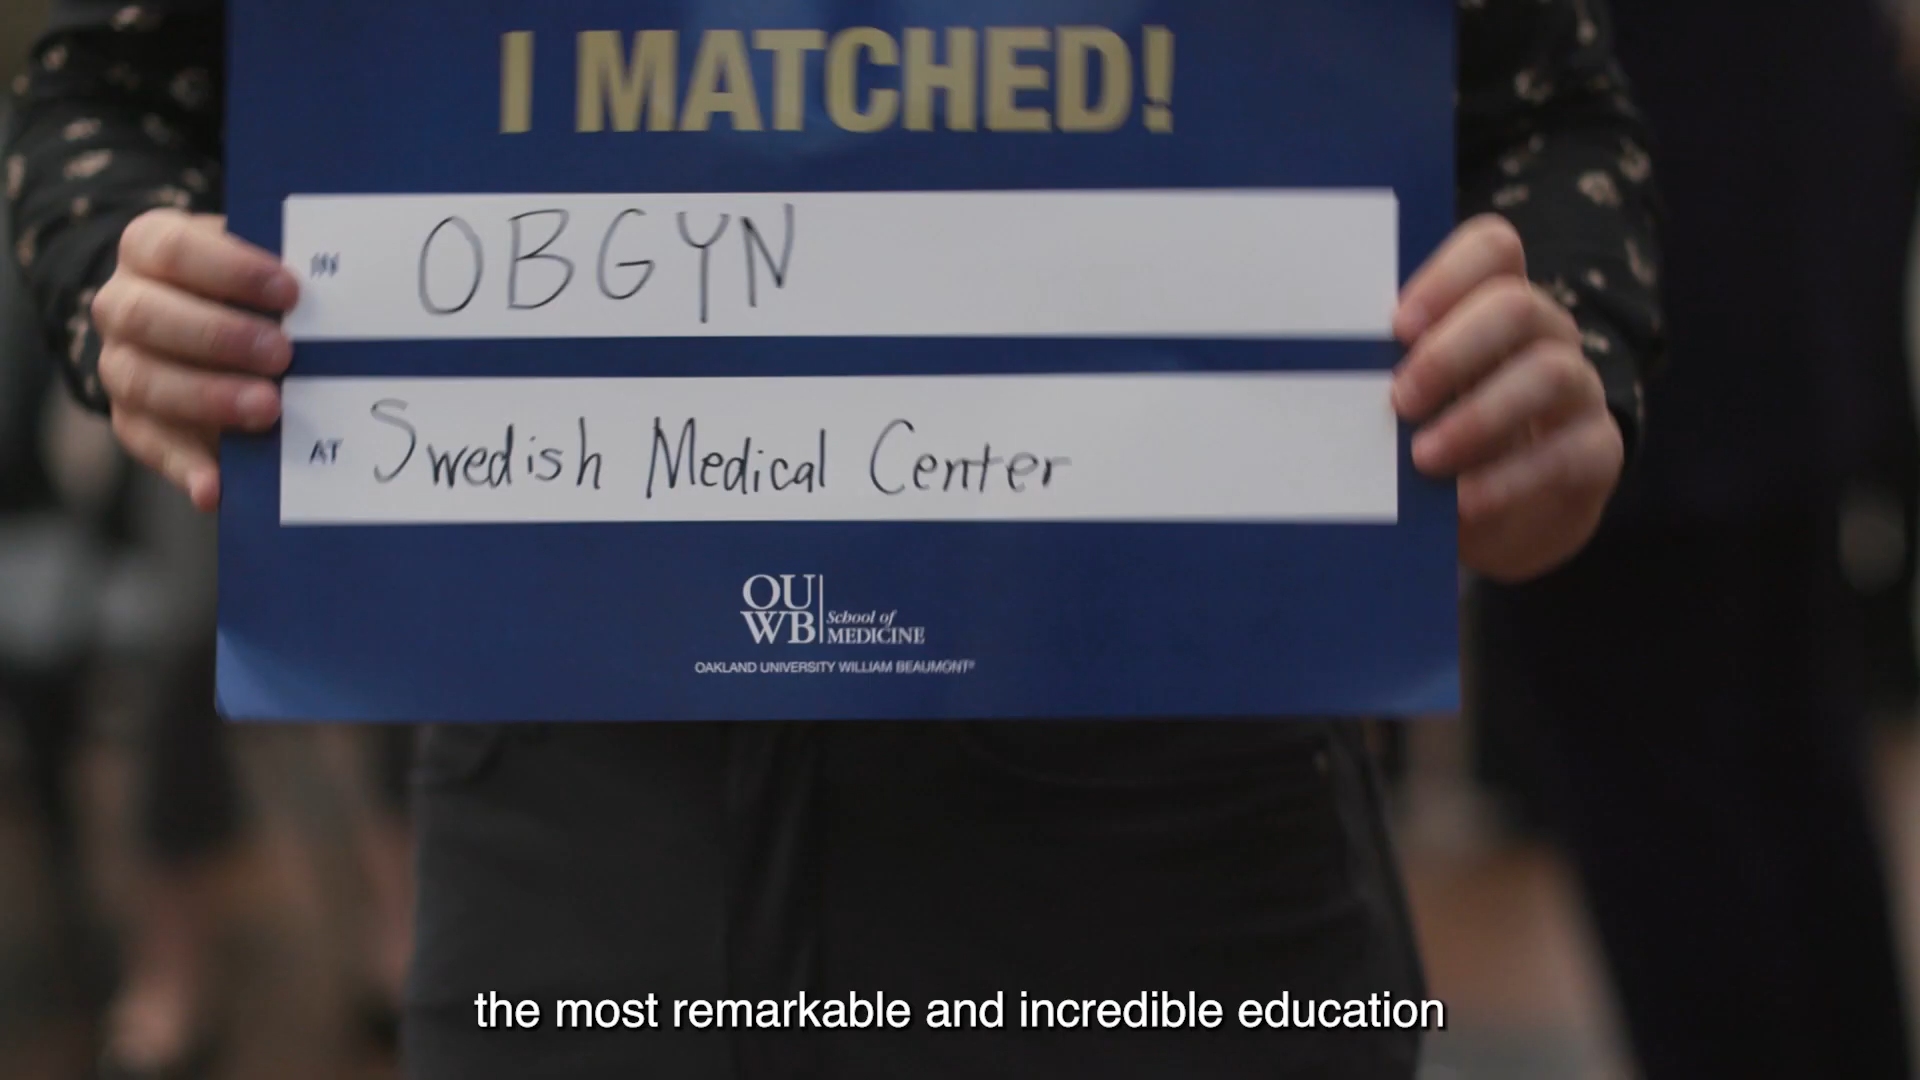 I MATCHED!
IN OBGYN
AT Swedish Medical Center
OU
WB
School of
MEDICINE
OAKLAND UNIVERSITY WILLIAM BEAUMONT®
the most remarkable and incredible education